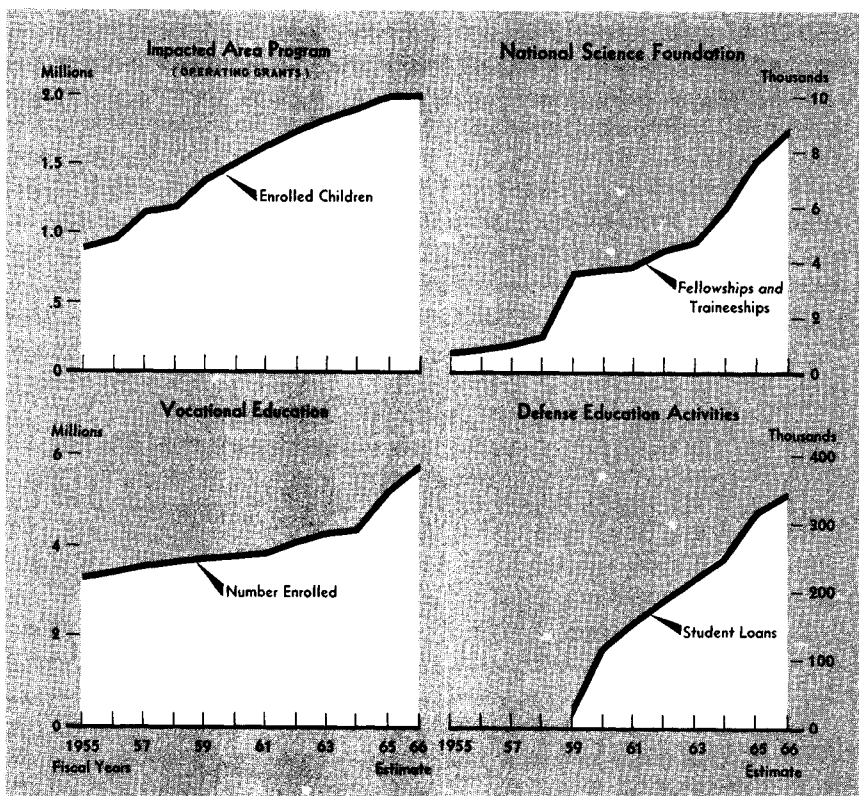 Impacted Area Program
(OPERATING GRANTS)
Millions
2.0
1.5
1.0
.5
0
Enrolled Children
National Science Foundation
Thousands
10
8
6
4
2
0
Fellowships and
Traineeships
Vocational Education
Millions
6
4
2
0
Number Enrolled
1955 57 59 61 63 65 66
Fiscal Years Estimate
Defense Education Activities
Thousands
400
300
200
100
0
Student Loans
1955 57 59 61 63 65 66
Estimate